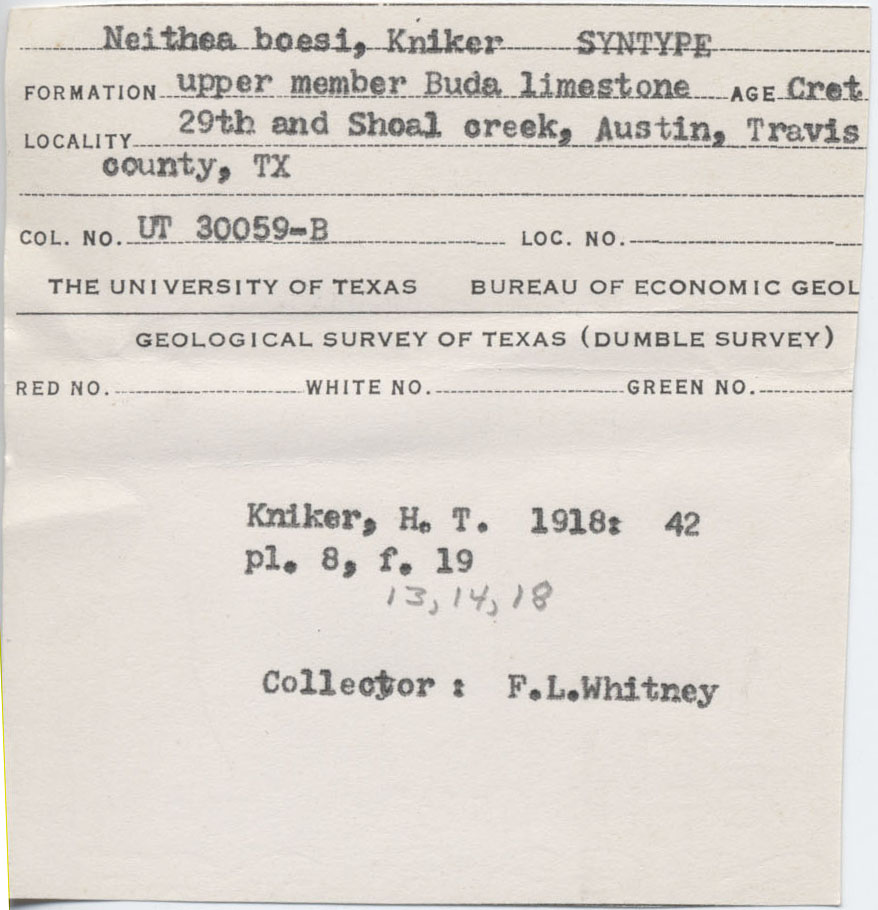 Neithea boesi, Kniker SYNTYPE
FORMATION upper member Buda limestone AGE Cret
LOCALITY 29th and Shoal creek, Austin, Travis
county, TX
COL. NO. UT 30059-B LOC. NO.
THE UNIVERSITY OF TEXAS BUREAU OF ECONOMIC GEOL
GEOLOGICAL SURVEY OF TEXAS (DUMBLE SURVEY)
RED NO. WHITE NO. GREEN NO.
Kniker, H. T. 1918: 42
pl. 8, f. 19
13, 14, 18
Collector : F.L.Whitney